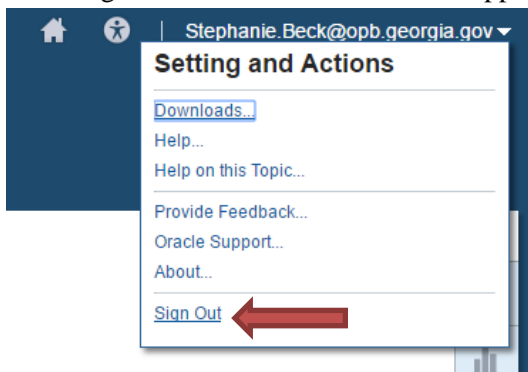 Stephanie.Beck@opb.georgia.gov
Setting and Actions
Downloads...
Help...
Help on this Topic...
Provide Feedback...
Oracle Support...
About...
Sign Out